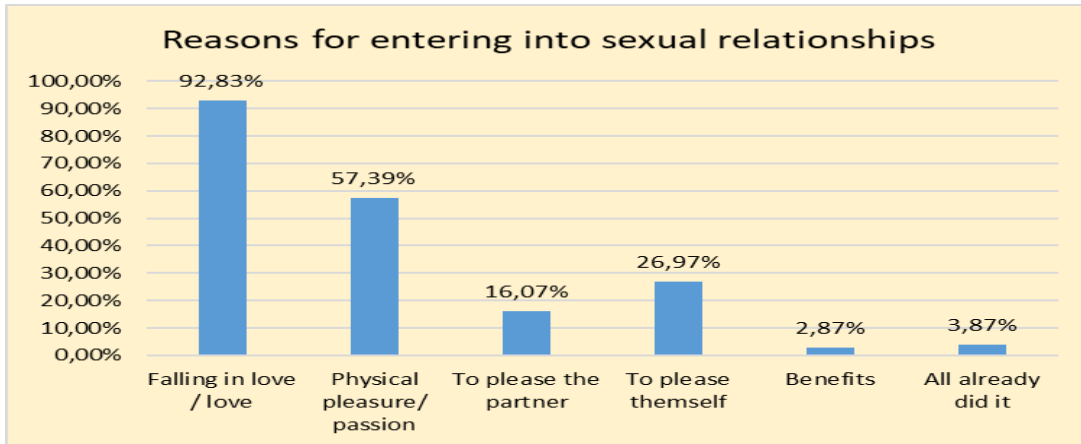 Reasons for entering into sexual relationships
100,00%
90,00%
80,00%
70,00%
60,00%
50,00%
40,00%
30,00%
20,00%
10,00%
0,00%
92,83%
57,39%
16,07%
26,97%
2,87%
3,87%
Falling in love
/ love
Physical
pleasure/
passion
To please the
partner
To please
themself
Benefits
All already
did it